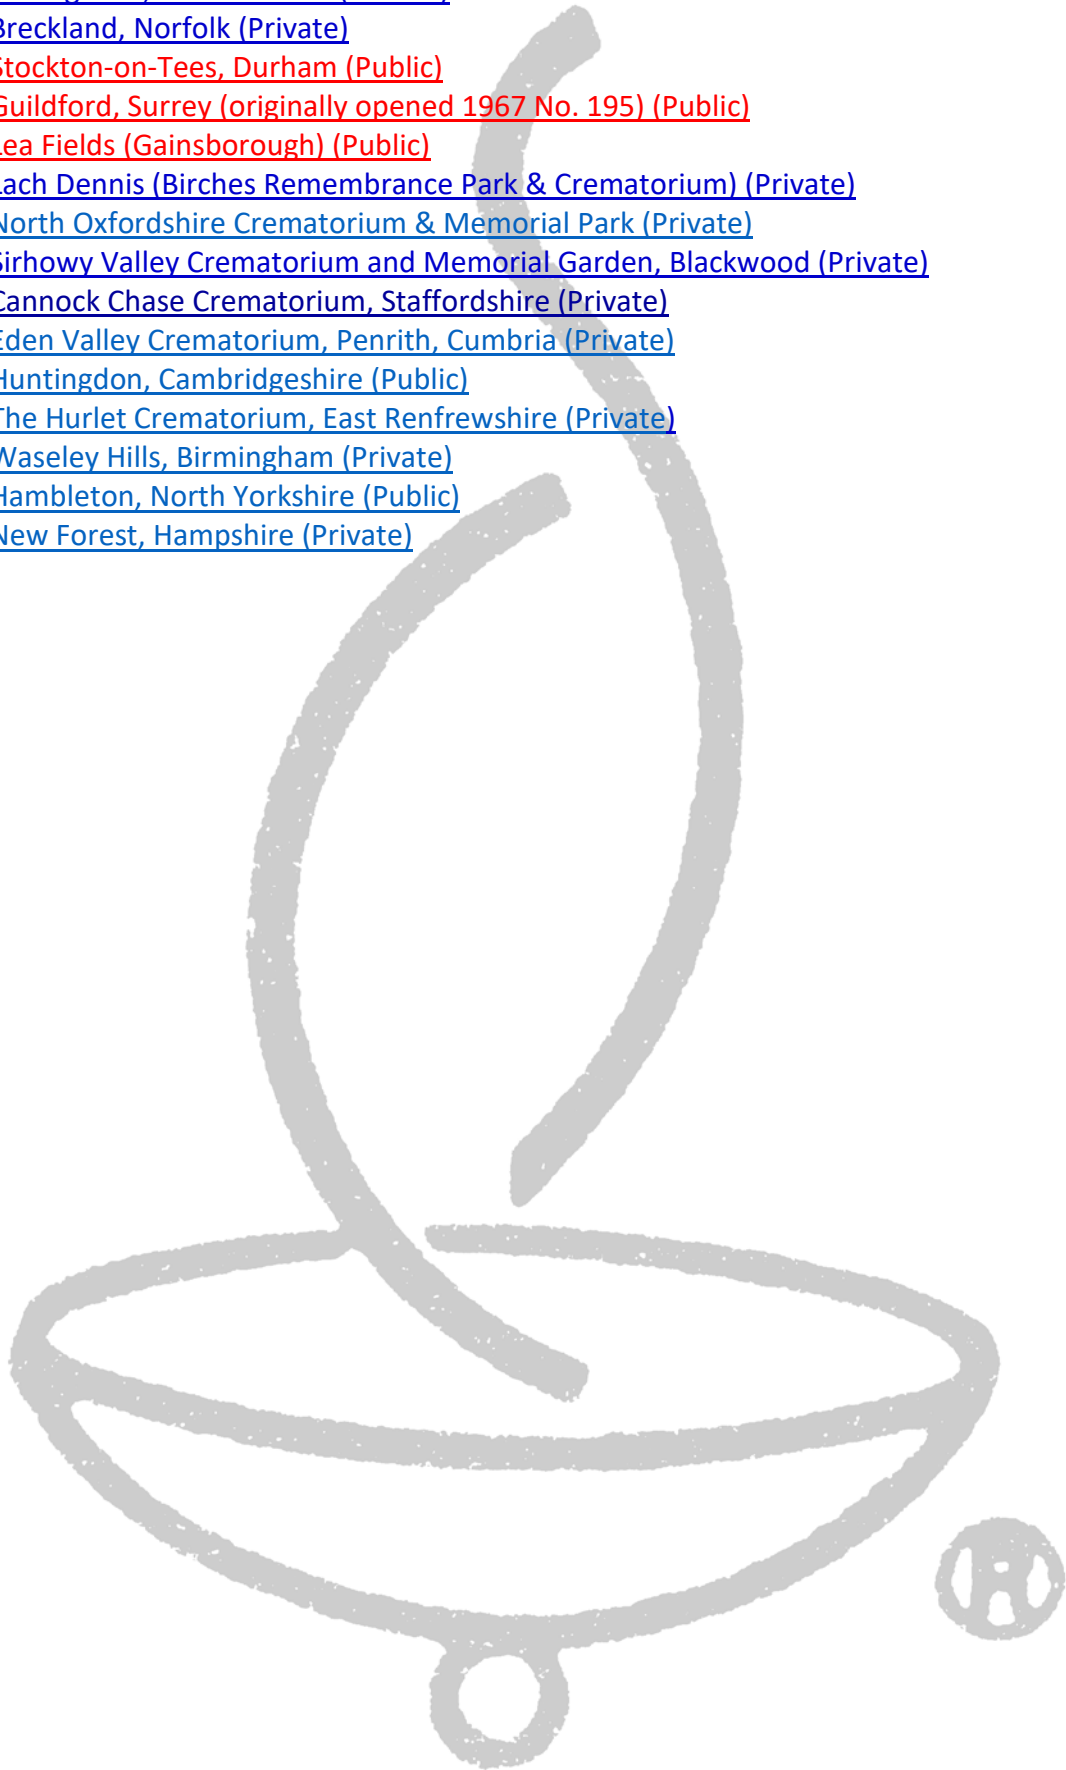 Breckland, Norfolk (Private)
Stockton-on-Tees, Durham (Public)
Guildford, Surrey (originally opened 1967 No. 195) (Public)
Lea Fields (Gainsborough) (Public)
Lach Dennis (Birches Remembrance Park & Crematorium) (Private)
North Oxfordshire Crematorium & Memorial Park (Private)
Sirhowy Valley Crematorium and Memorial Garden, Blackwood (Private)
Cannock Chase Crematorium, Staffordshire (Private)
Eden Valley Crematorium, Penrith, Cumbria (Private)
Huntingdon, Cambridgeshire (Public)
The Hurlet Crematorium, East Renfrewshire (Private)
Waseley Hills, Birmingham (Private)
Hambleton, North Yorkshire (Public)
New Forest, Hampshire (Private)